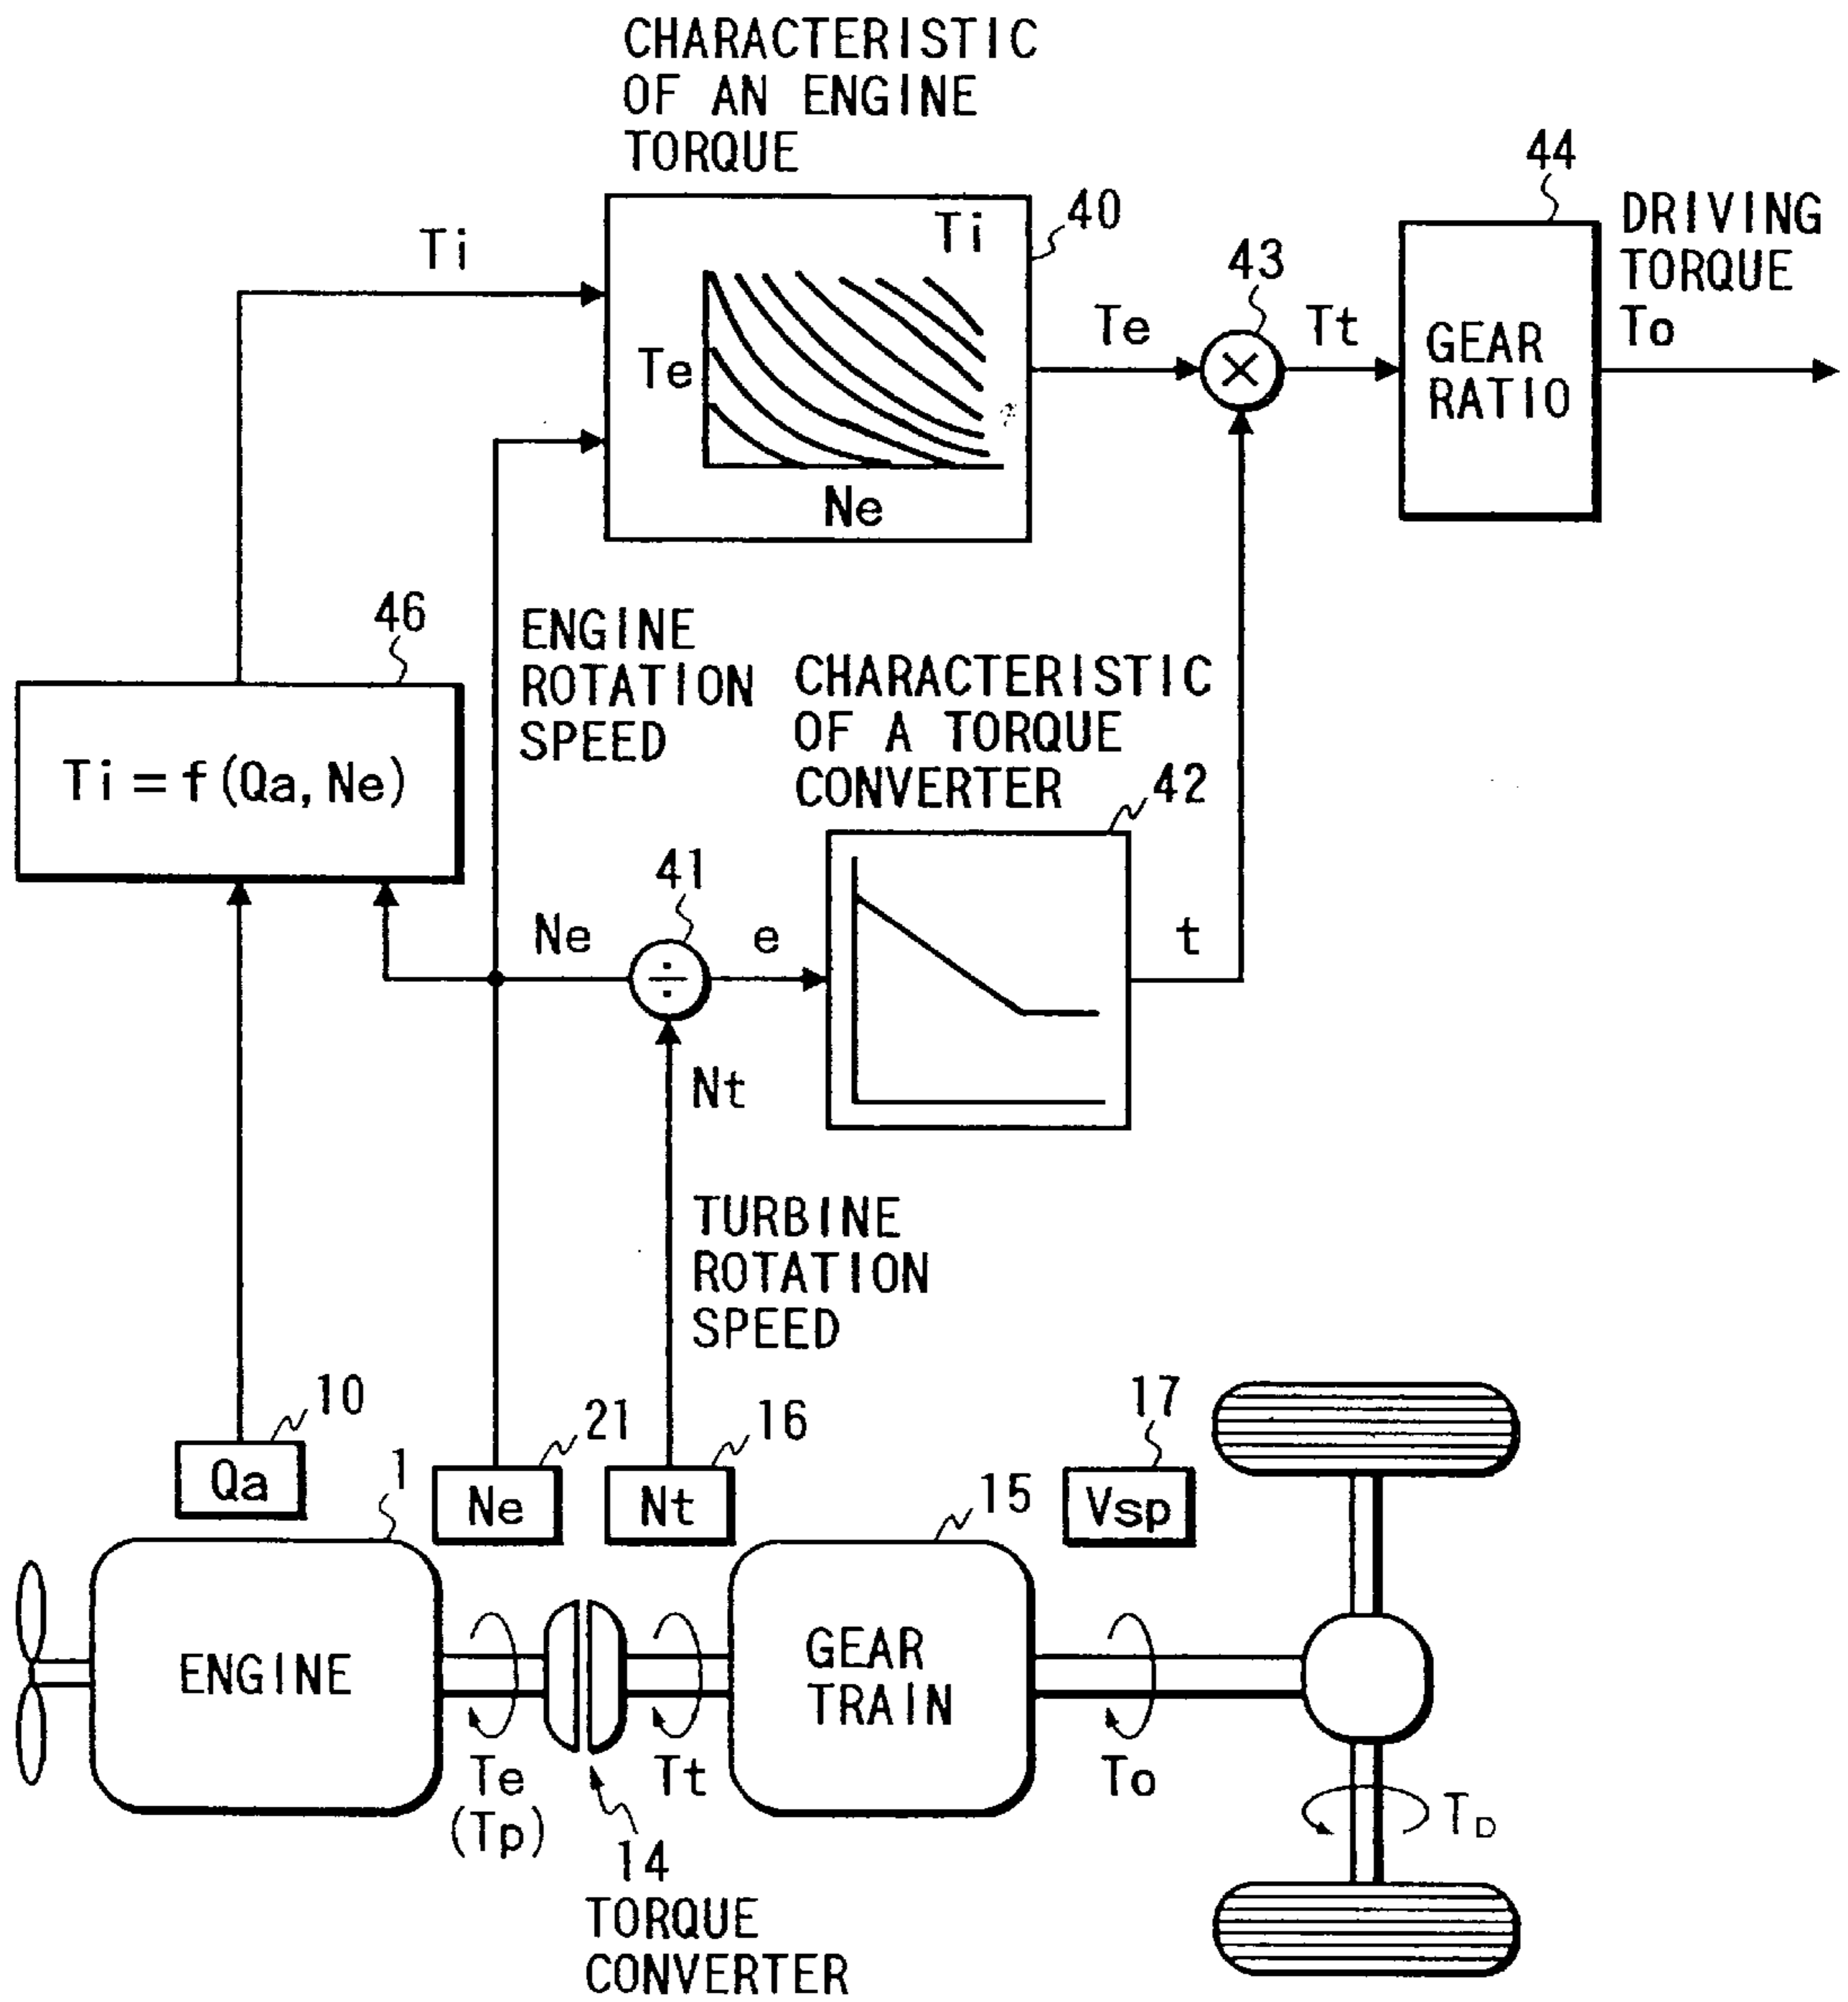 CHARACTERISTIC
OF AN ENGINE
TORQUE
44
40
DRIVING
TORQUE
To
Ti
Ti
43
Te
Te
Tt
GEAR
RATIO
Ne
46
ENGINE
ROTATION
SPEED
CHARACTERISTIC
OF A TORQUE
CONVERTER
42
Ti = f(Qa, Ne)
41
Ne
÷
e
t
Nt
TURBINE
ROTATION
SPEED
10
21
16
17
Qa
1
Ne
Nt
15
Vsp
ENGINE
GEAR
TRAIN
Te
(Tp)
Tt
To
TD
14
TORQUE
CONVERTER